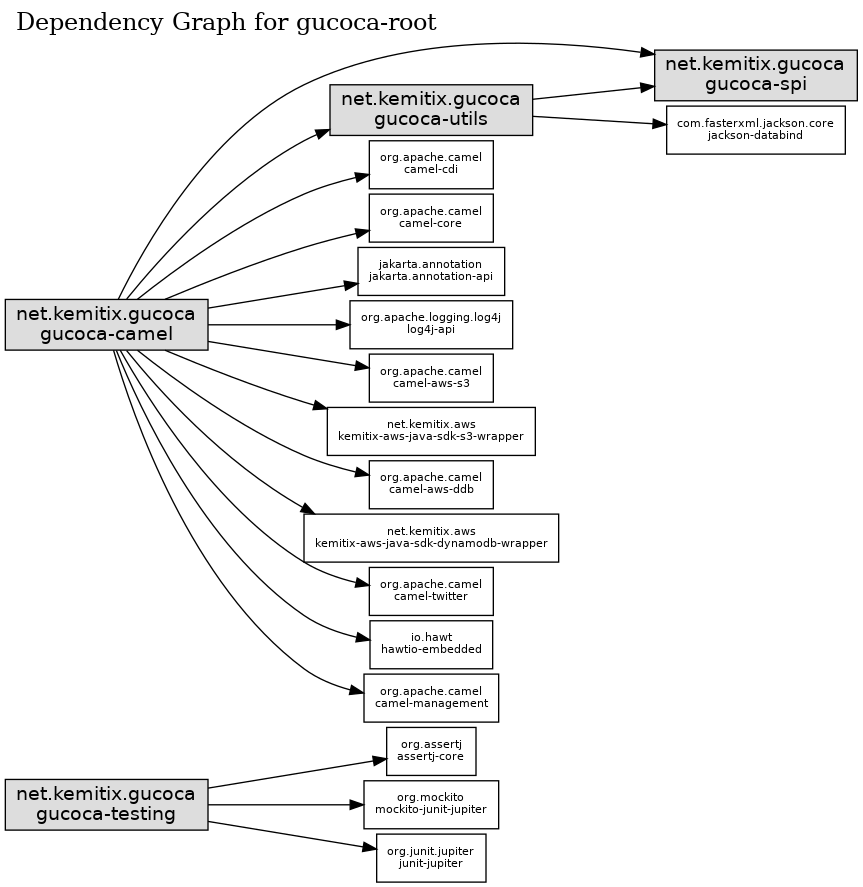 Dependency Graph for gucoca-root
net.kemitix.gucoca
gucoca-spi
net.kemitix.gucoca
gucoca-utils
com.fasterxml.jackson.core
jackson-databind
org.apache.camel
camel-cdi
org.apache.camel
camel-core
jakarta.annotation
jakarta.annotation-api
net.kemitix.gucoca
gucoca-camel
org.apache.logging.log4j
log4j-api
org.apache.camel
camel-aws-s3
net.kemitix.aws
kemitix-aws-java-sdk-s3-wrapper
org.apache.camel
camel-aws-ddb
net.kemitix.aws
kemitix-aws-java-sdk-dynamodb-wrapper
org.apache.camel
camel-twitter
io.hawt
hawtio-embedded
org.apache.camel
camel-management
org.assertj
assertj-core
net.kemitix.gucoca
gucoca-testing
org.mockito
mockito-junit-jupiter
org.junit.jupiter
junit-jupiter